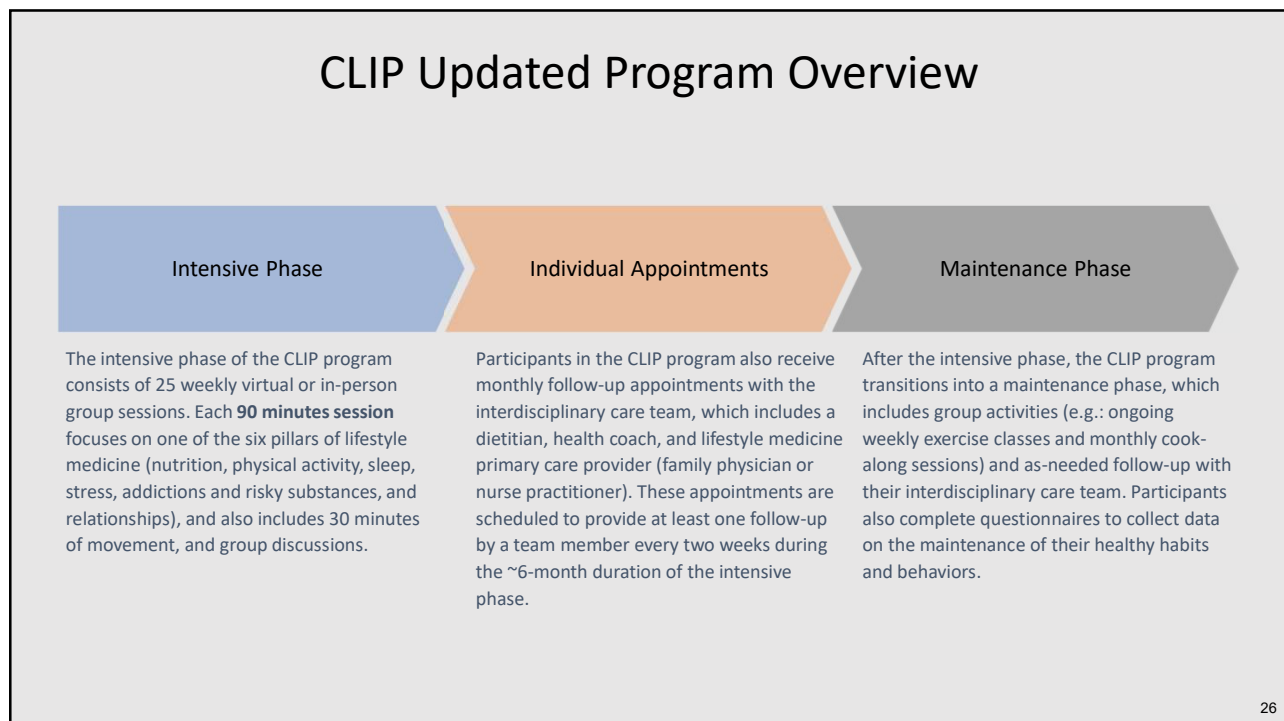 CLIP Updated Program Overview
Intensive Phase
The intensive phase of the CLIP program
consists of 25 weekly virtual or in-person
group sessions. Each 90 minutes session
focuses on one of the six pillars of lifestyle
medicine (nutrition, physical activity, sleep,
stress, addictions and risky substances, and
relationships), and also includes 30 minutes
of movement, and group discussions.
Individual Appointments
Participants in the CLIP program also receive
monthly follow-up appointments with the
interdisciplinary care team, which includes a
dietitian, health coach, and lifestyle medicine
primary care provider (family physician or
nurse practitioner). These appointments are
scheduled to provide at least one follow-up
by a team member every two weeks during
the ~6-month duration of the intensive
phase.
Maintenance Phase
After the intensive phase, the CLIP program
transitions into a maintenance phase, which
includes group activities (e.g.: ongoing
weekly exercise classes and monthly cook-
along sessions) and as-needed follow-up with
their interdisciplinary care team. Participants
also complete questionnaires to collect data
on the maintenance of their healthy habits
and behaviors.
26